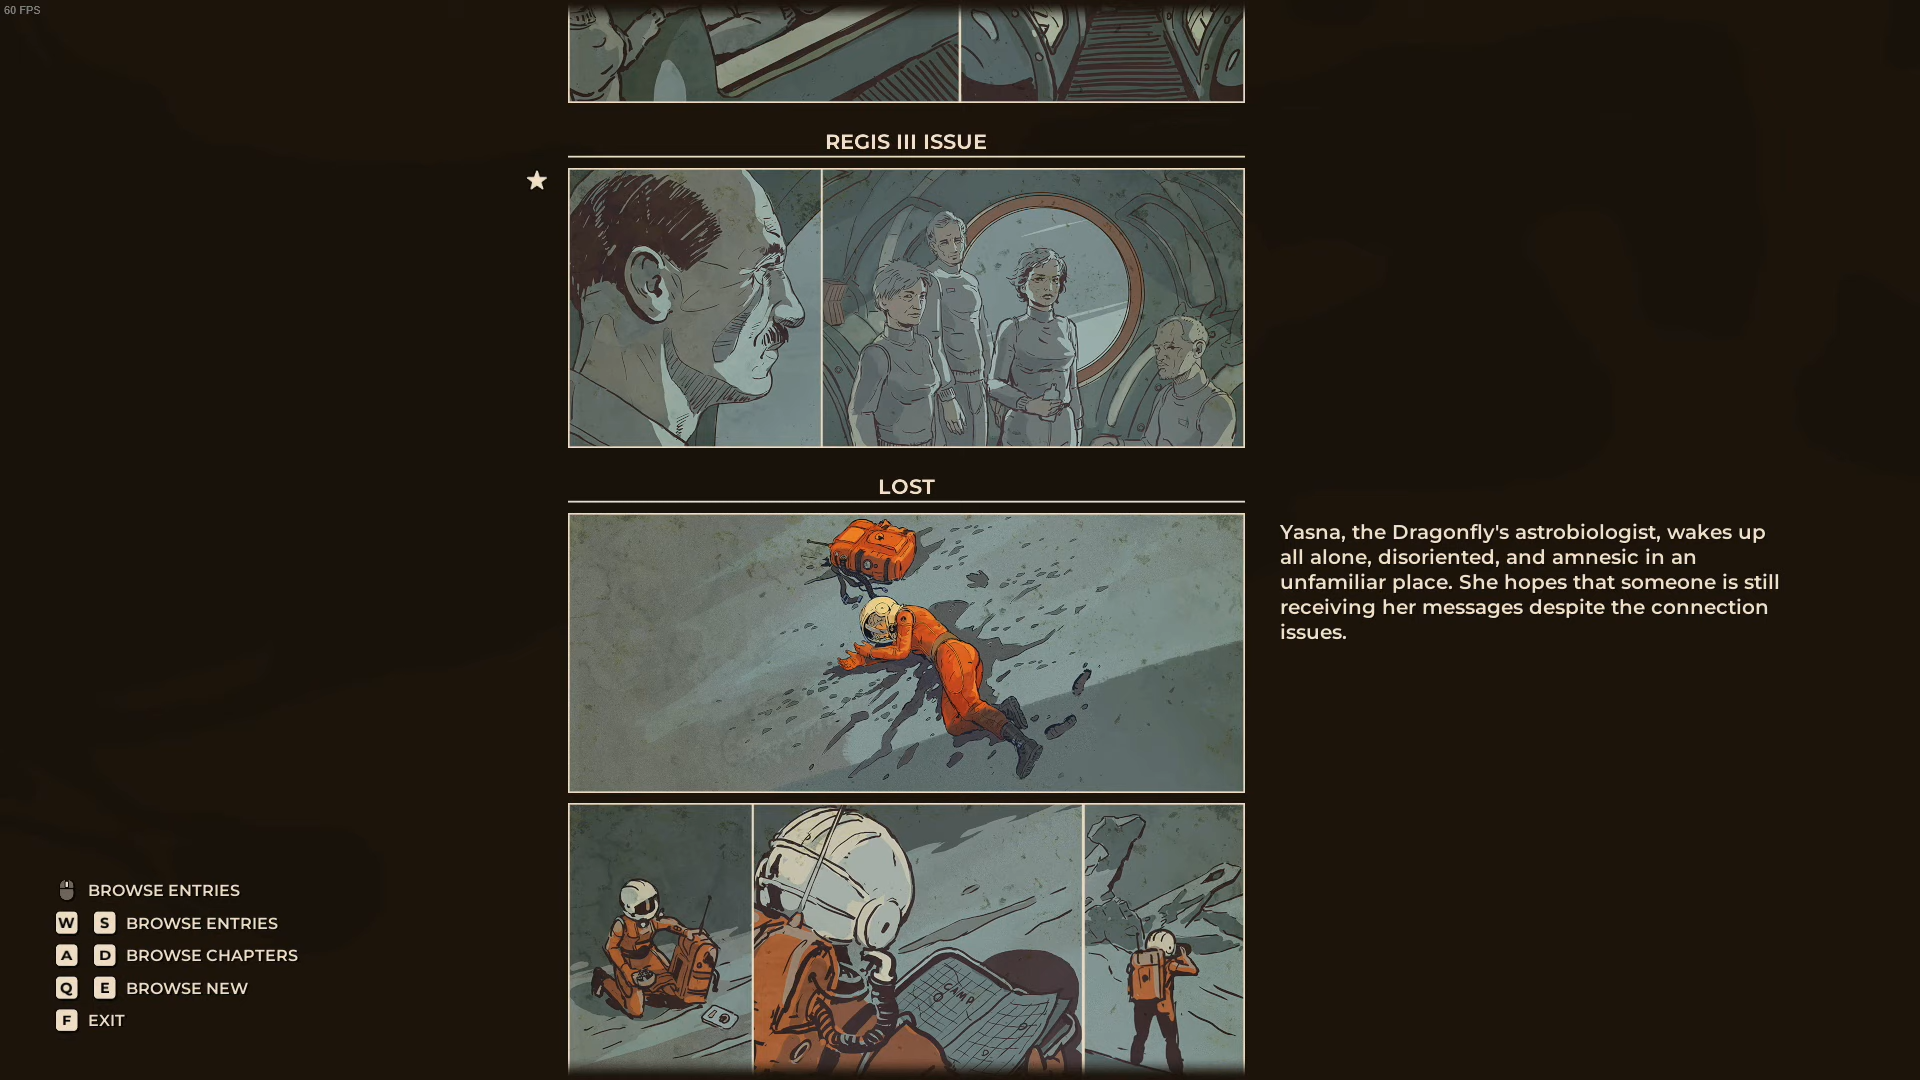 60 FPS
REGIS III ISSUE
LOST
Yasna, the Dragonfly's astrobiologist, wakes up
all alone, disoriented, and amnesic in an
unfamiliar place. She hopes that someone is still
receiving her messages despite the connection
issues.
CAMP
BROWSE ENTRIES
W S BROWSE ENTRIES
A D BROWSE CHAPTERS
Q E BROWSE NEW
F EXIT